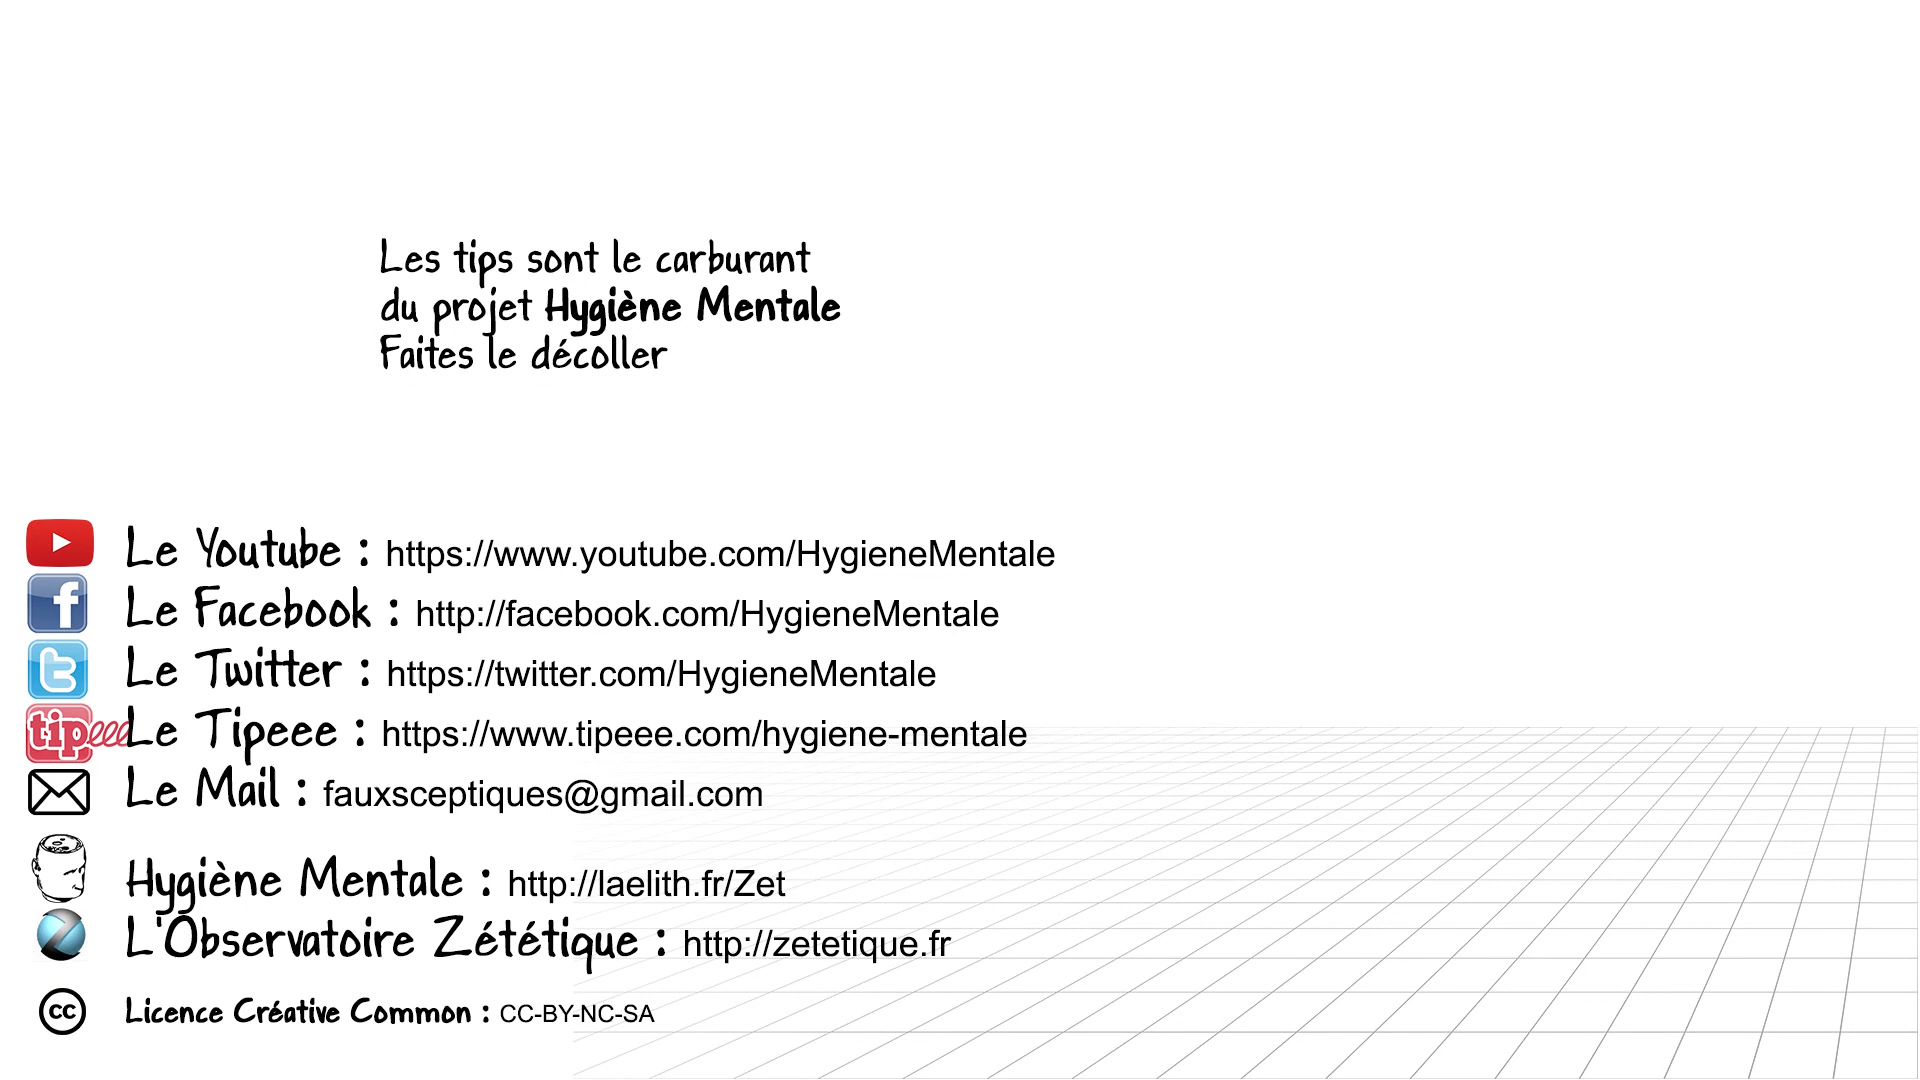 Les tips sont le carburant
du projet Hygiène Mentale
Faites le décoller
Le Youtube : https://www.youtube.com/HygieneMentale
Le Facebook : http://facebook.com/HygieneMentale
Le Twitter : https://twitter.com/HygieneMentale
tipeee Le Tipeee : https://www.tipeee.com/hygiene-mentale
Le Mail : fauxsceptiques@gmail.com
Hygiène Mentale : http://laelith.fr/Zet
L'Observatoire Zététique : http://zetetique.fr
cc Licence Créative Common : CC-BY-NC-SA